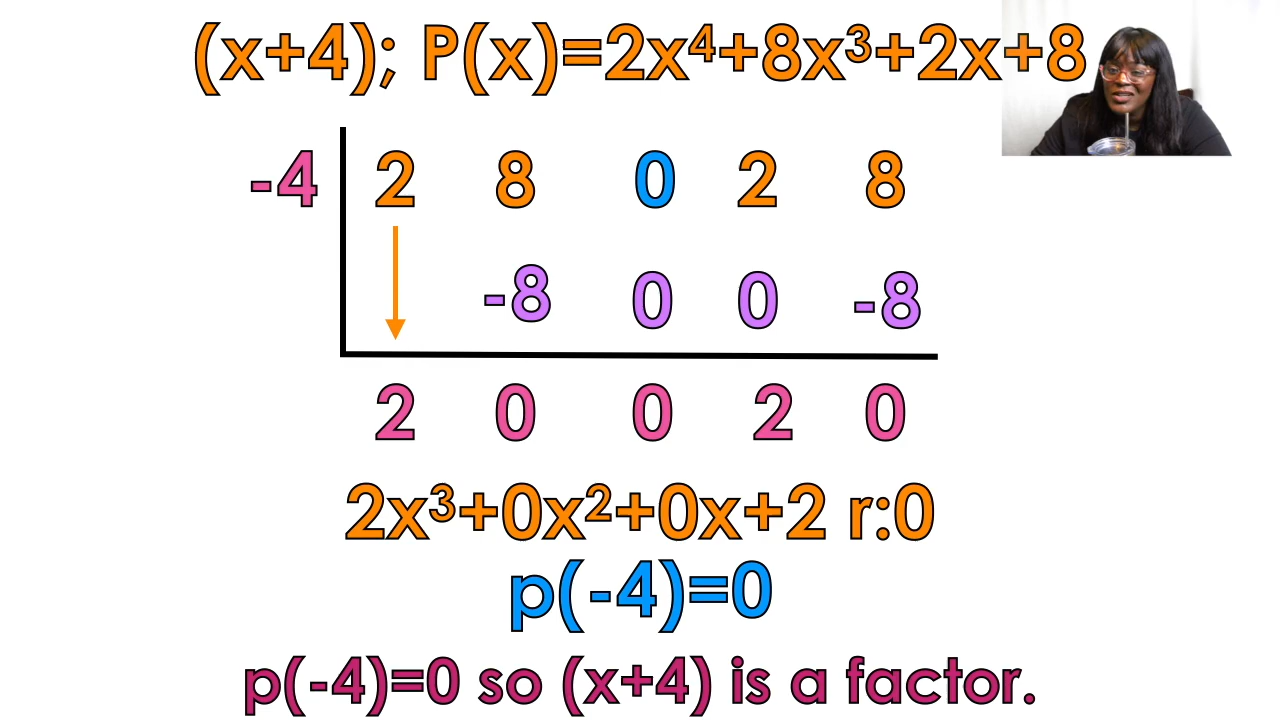 (x+4); P(x)=2x⁴+8x³+2x+8
-4 2 8 0 2 8
-8 0 0 -8
2 0 0 2 0
2x³+0x²+0x+2 r:0
p(-4)=0
p(-4)=0 so (x+4) is a factor.